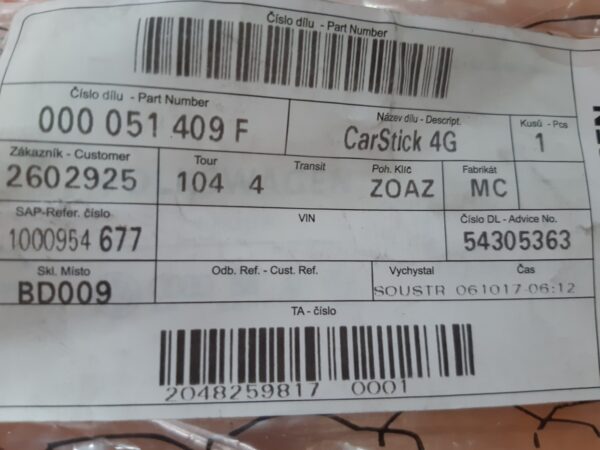 Číslo dílu - Part Number
Číslo dílu - Part Number
000 051 409 F
Název dílu - Descript.
CarStick 4G
Kusů - Pcs
1
Zákazník - Customer
2602925
Tour
104 4
Transit
Poh. Klíč
ZOAZ
Fabrikát
MC
SAP-Refer. číslo
1000954 677
VIN
Číslo DL - Advice No.
54305363
Skl. Místo
BD009
Odb. Ref. - Cust. Ref.
Vychystal
Čas
SOUSTR 061017 06:12
TA - číslo
2048259817 0001